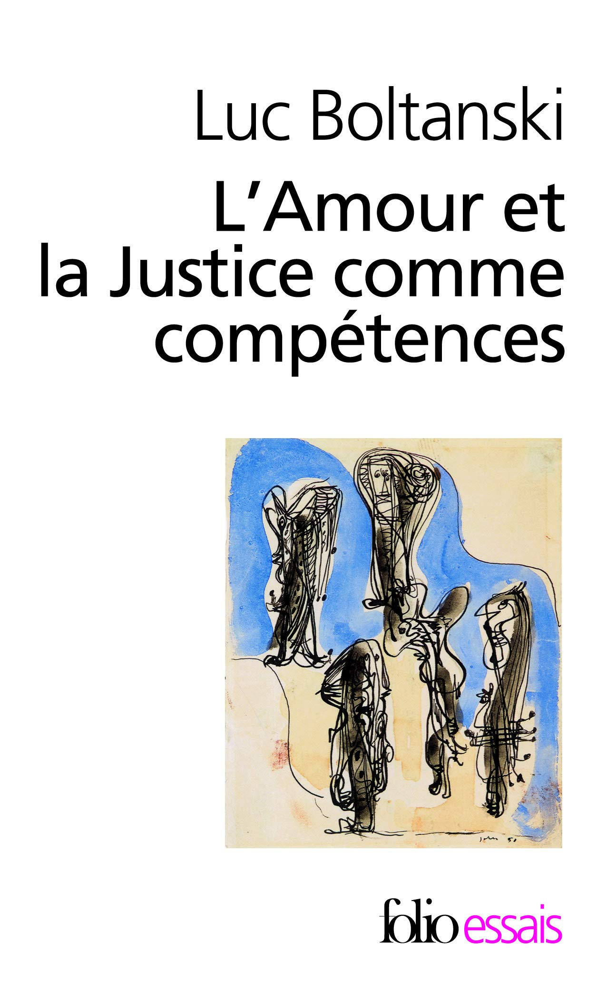 Luc Boltanski
L’Amour et
la Justice comme
compétences
folio essais